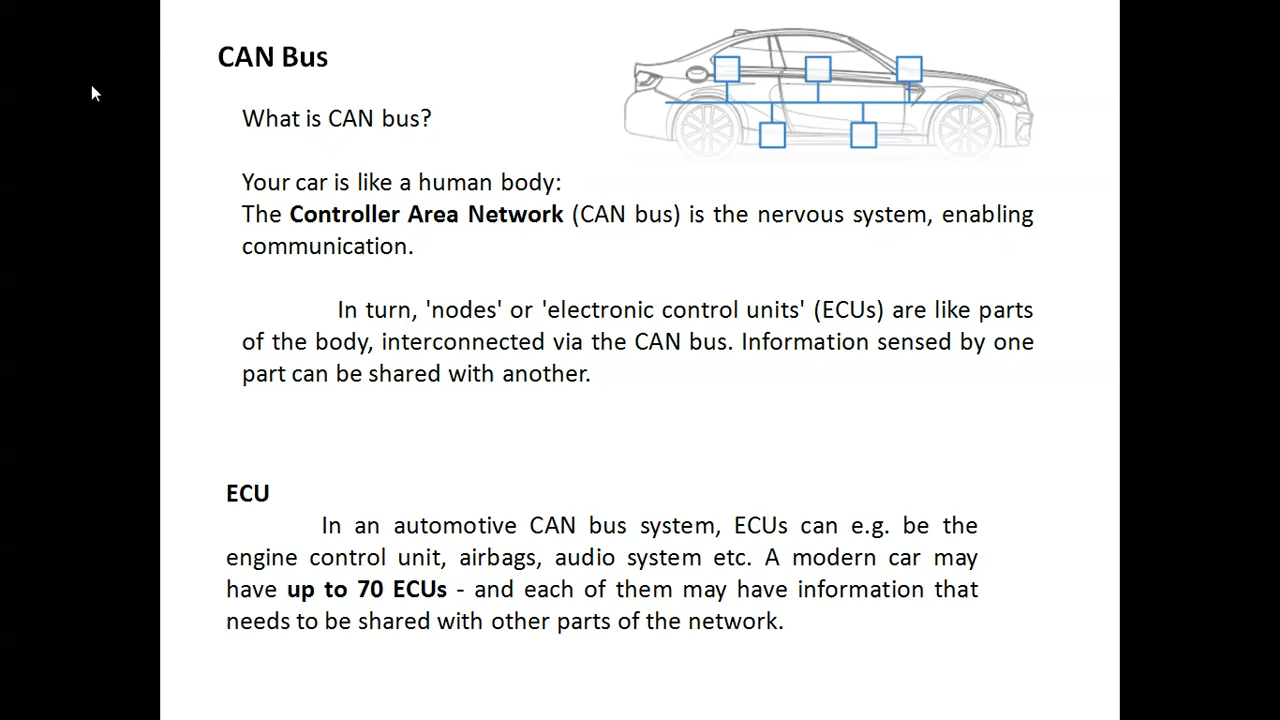 CAN Bus
What is CAN bus?
Your car is like a human body:
The Controller Area Network (CAN bus) is the nervous system, enabling
communication.
In turn, 'nodes' or 'electronic control units' (ECUs) are like parts
of the body, interconnected via the CAN bus. Information sensed by one
part can be shared with another.
ECU
In an automotive CAN bus system, ECUs can e.g. be the
engine control unit, airbags, audio system etc. A modern car may
have up to 70 ECUs - and each of them may have information that
needs to be shared with other parts of the network.